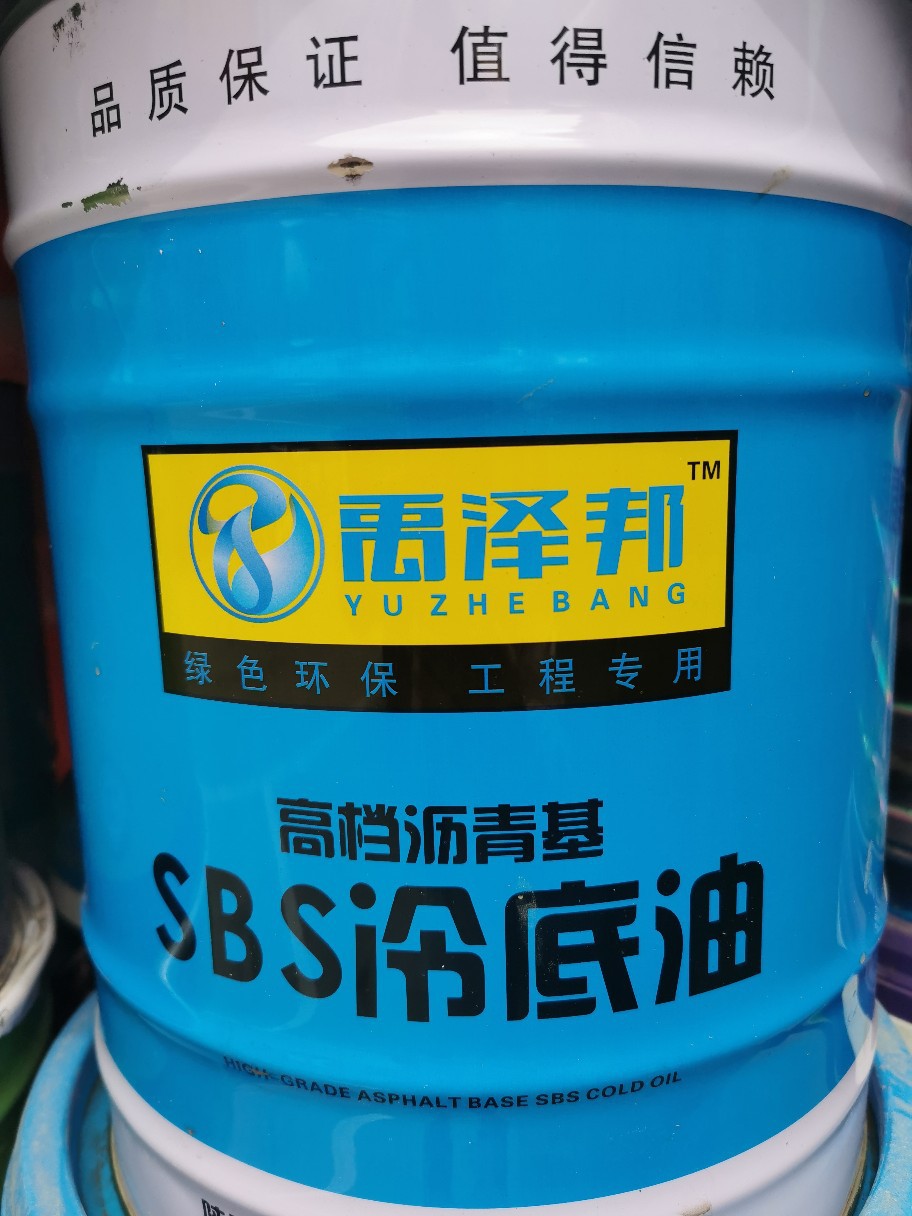 品质保证 值得信赖
禹泽邦 TM
YUZHEBANG
绿色环保 工程专用
高档沥青基
SBS冷底油
HIGH-GRADE ASPHALT BASE SBS COLD OIL